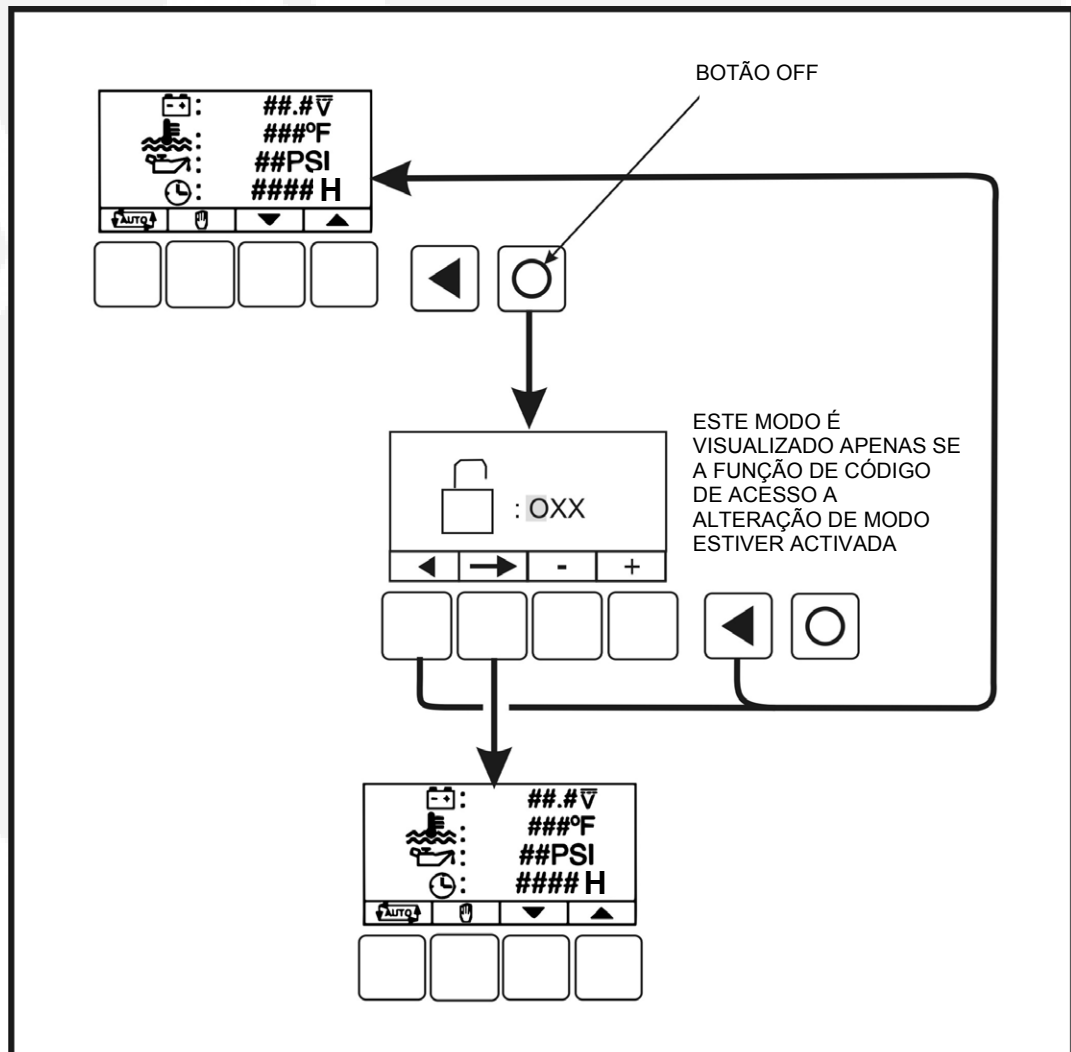 BOTÃO OFF
##.#V
###ºF
##PSI
#### H
AUTO
ESTE MODO É
VISUALIZADO APENAS SE
A FUNÇÃO DE CÓDIGO
DE ACESSO A
ALTERAÇÃO DE MODO
ESTIVER ACTIVADA
: OXX
- +
##.#V
###ºF
##PSI
#### H
AUTO